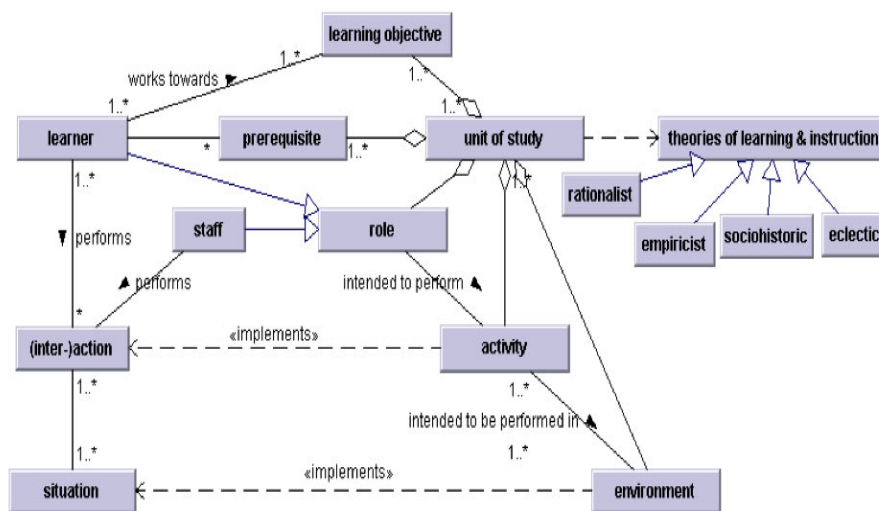 learning objective
1..*
1..*
works towards
1..*
1..*
learner
prerequisite
unit of study
theories of learning & instruction
*
1..*
1..*
1..*
rationalist
staff
role
empiricist
sociohistoric
eclectic
performs
performs
intended to perform
*
«implements»
(inter-)action
activity
1..*
1..*
intended to be performed in
1..*
1..*
«implements»
situation
environment